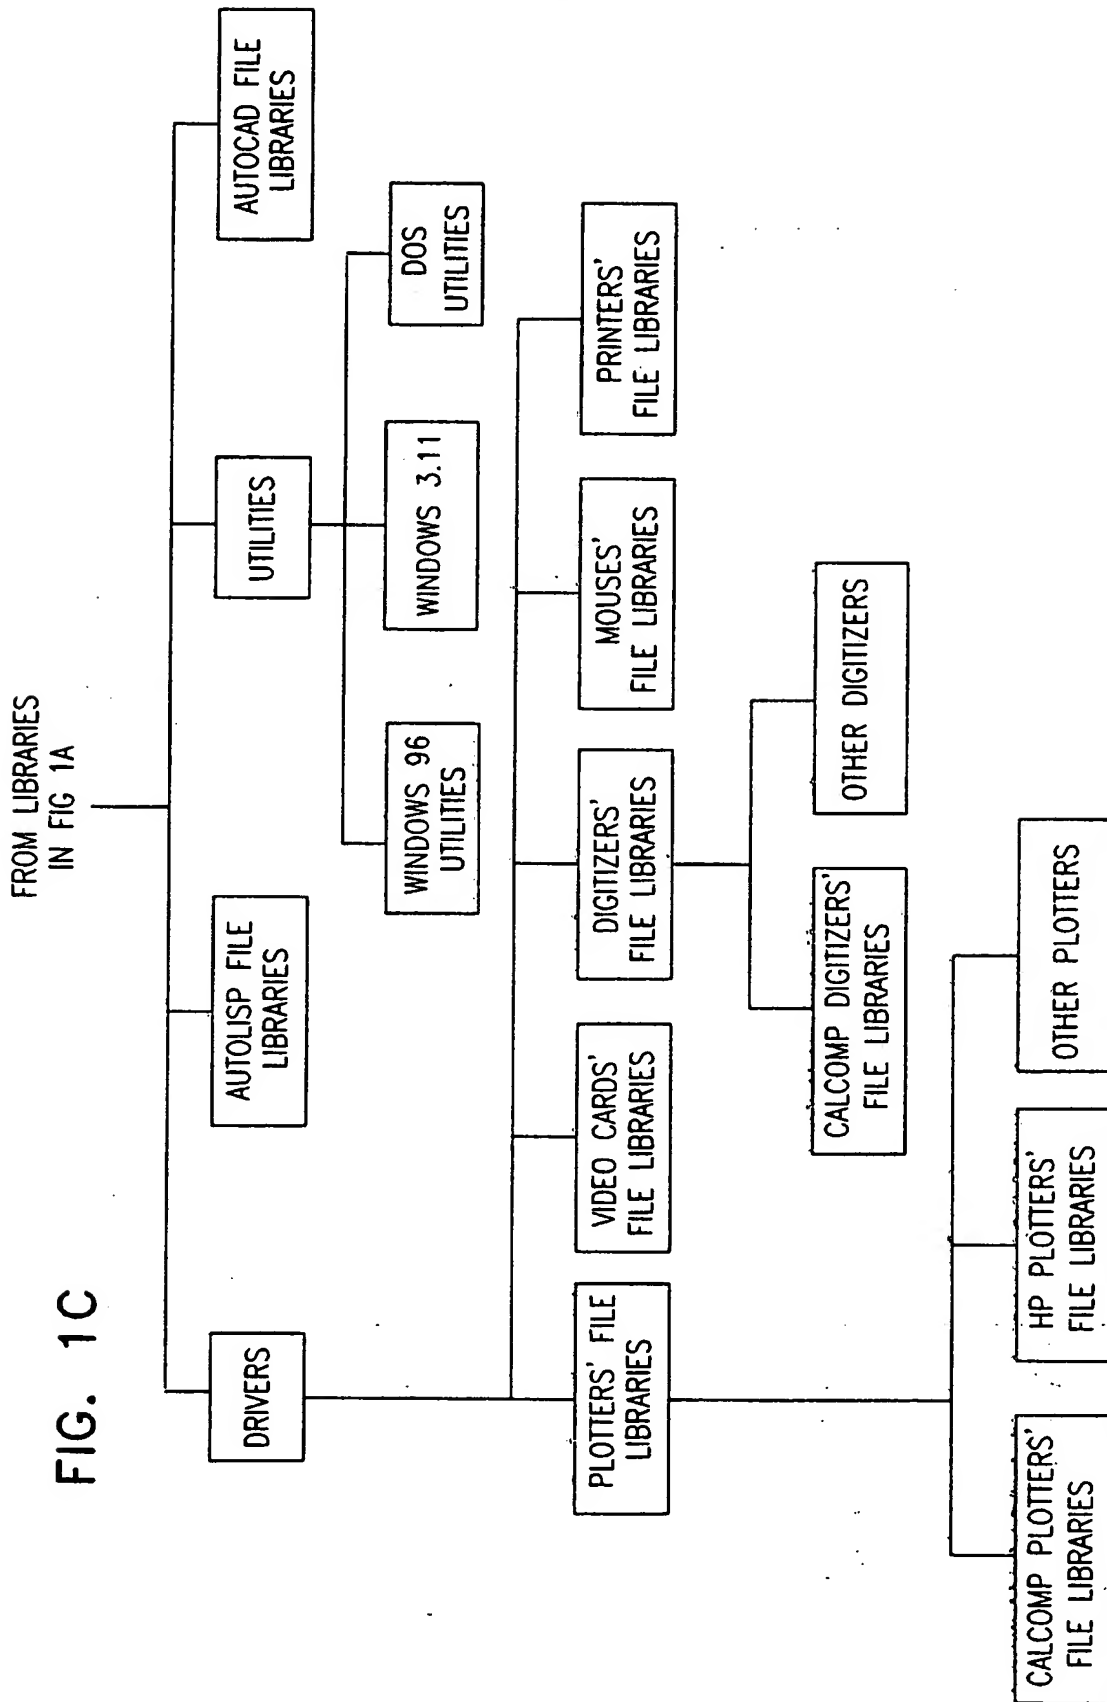 FIG. 1C
FROM LIBRARIES
IN FIG 1A
DRIVERS
AUTOLISP FILE
LIBRARIES
UTILITIES
AUTOCAD FILE
LIBRARIES
WINDOWS 96
UTILITIES
WINDOWS 3.11
DOS
UTILITIES
PLOTTERS' FILE
LIBRARIES
VIDEO CARDS'
FILE LIBRARIES
DIGITIZERS'
FILE LIBRARIES
MOUSES'
FILE LIBRARIES
PRINTERS'
FILE LIBRARIES
CALCOMP DIGITIZERS'
FILE LIBRARIES
OTHER DIGITIZERS
CALCOMP PLOTTERS'
FILE LIBRARIES
HP PLOTTERS'
FILE LIBRARIES
OTHER PLOTTERS